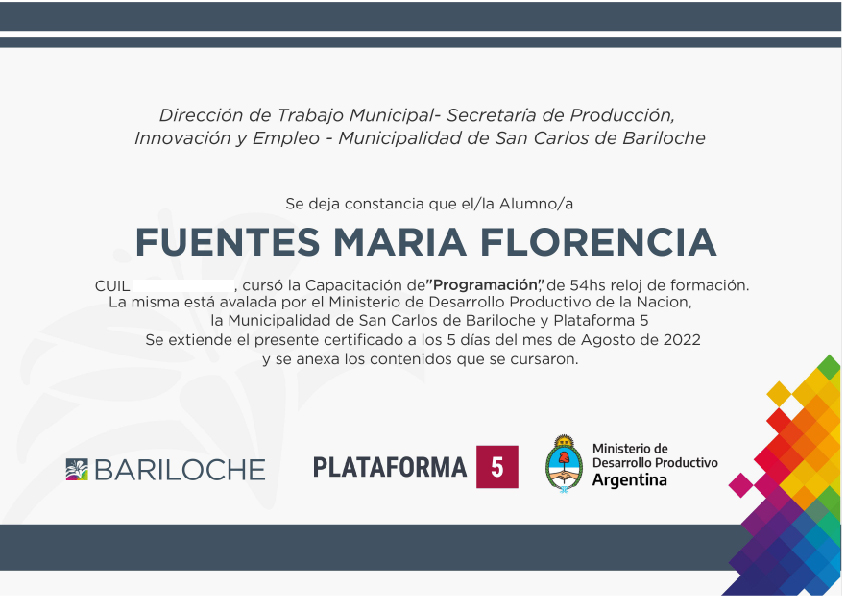 Dirección de Trabajo Municipal- Secretaría de Producción,
Innovación y Empleo - Municipalidad de San Carlos de Bariloche
Se deja constancia que el/la Alumno/a
FUENTES MARIA FLORENCIA
CUIL , cursó la Capacitación de"Programación", de 54hs reloj de formación.
La misma está avalada por el Ministerio de Desarrollo Productivo de la Nacion,
la Municipalidad de San Carlos de Bariloche y Plataforma 5
Se extiende el presente certificado a los 5 días del mes de Agosto de 2022
y se anexa los contenidos que se cursaron.
BARILOCHE
PLATAFORMA 5
Ministerio de
Desarrollo Productivo
Argentina